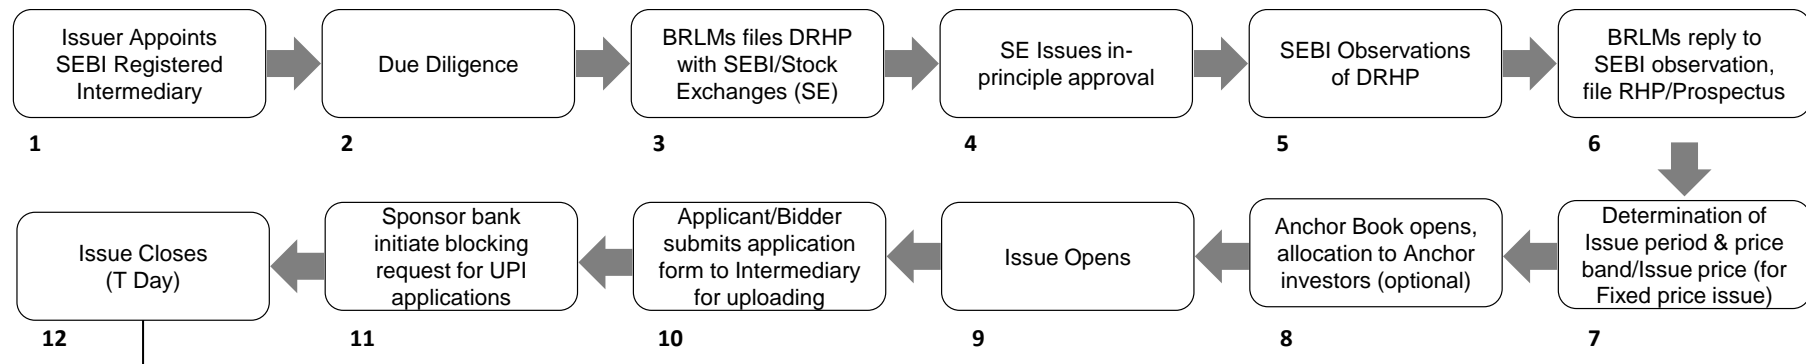 Issuer Appoints
SEBI Registered
Intermediary
1
Due Diligence
2
BRLMs files DRHP
with SEBI/Stock
Exchanges (SE)
3
SE Issues in-
principle approval
4
SEBI Observations
of DRHP
5
BRLMs reply to
SEBI observation,
file RHP/Prospectus
6
Determination of
Issue period & price
band/Issue price (for
Fixed price issue)
7
Anchor Book opens,
allocation to Anchor
investors (optional)
8
Issue Opens
9
Applicant/Bidder
submits application
form to Intermediary
for uploading
10
Sponsor bank
initiate blocking
request for UPI
applications
11
Issue Closes
(T Day)
12